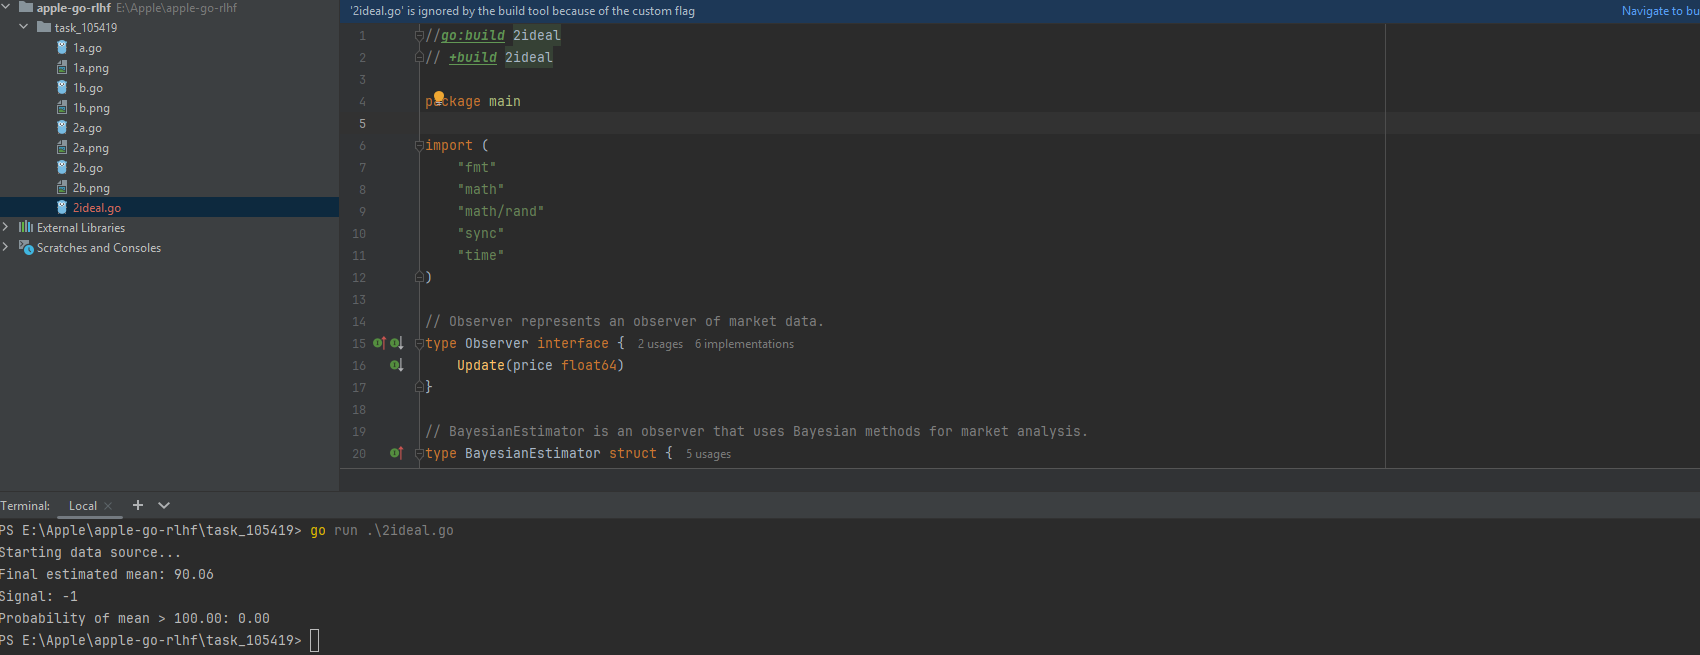 apple-go-rlhf E:\Apple\apple-go-rlhf
task_105419
1a.go
1a.png
1b.go
1b.png
2a.go
2a.png
2b.go
2b.png
2ideal.go
External Libraries
Scratches and Consoles
'2ideal.go' is ignored by the build tool because of the custom flag
Navigate to bu
1 //go:build 2ideal
2 // +build 2ideal
3
4 package main
5
6 import (
7 "fmt"
8 "math"
9 "math/rand"
10 "sync"
11 "time"
12 )
13
14 // Observer represents an observer of market data.
15 type Observer interface { 2 usages 6 implementations
16 Update(price float64)
17 }
18
19 // BayesianEstimator is an observer that uses Bayesian methods for market analysis.
20 type BayesianEstimator struct { 5 usages
Terminal: Local × + 
PS E:\Apple\apple-go-rlhf\task_105419> go run .\2ideal.go
Starting data source...
Final estimated mean: 90.06
Signal: -1
Probability of mean > 100.00: 0.00
PS E:\Apple\apple-go-rlhf\task_105419>